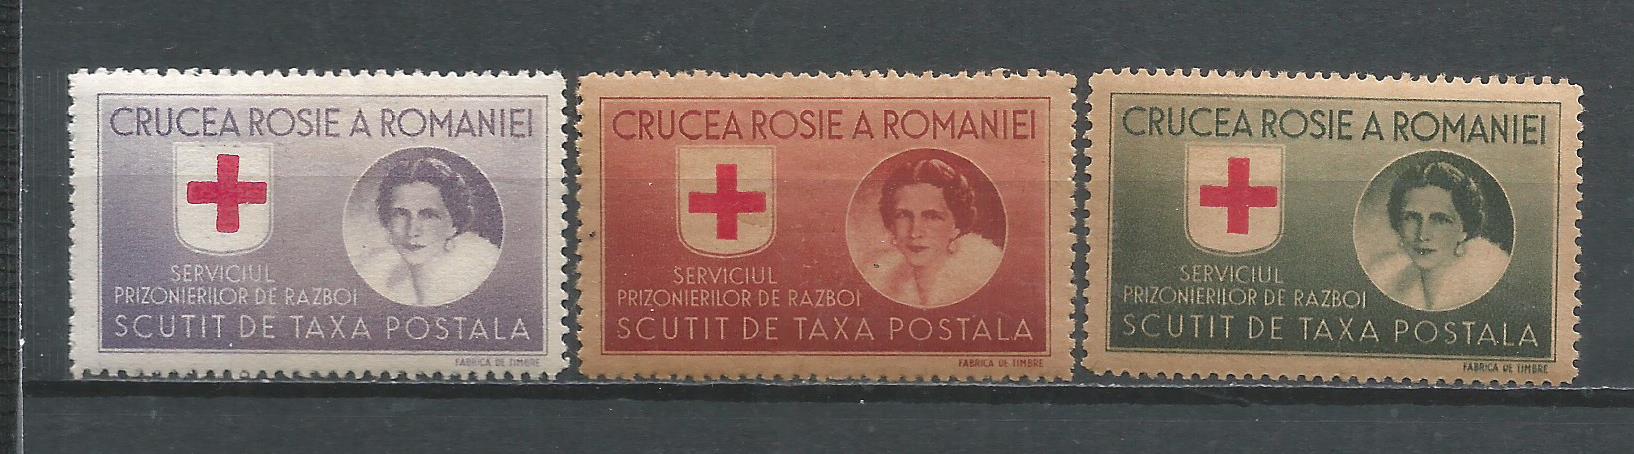 CRUCEA ROSIE A ROMANIEI
SERVICIUL
PRIZONIERILOR DE RAZBOI
SCUTIT DE TAXA POSTALA
FABRICA DE TIMBRE
CRUCEA ROSIE A ROMANIEI
SERVICIUL
PRIZONIERILOR DE RAZBOI
SCUTIT DE TAXA POSTALA
FABRICA DE TIMBRE
CRUCEA ROSIE A ROMANIEI
SERVICIUL
PRIZONIERILOR DE RAZBOI
SCUTIT DE TAXA POSTALA
FABRICA DE TIMBRE